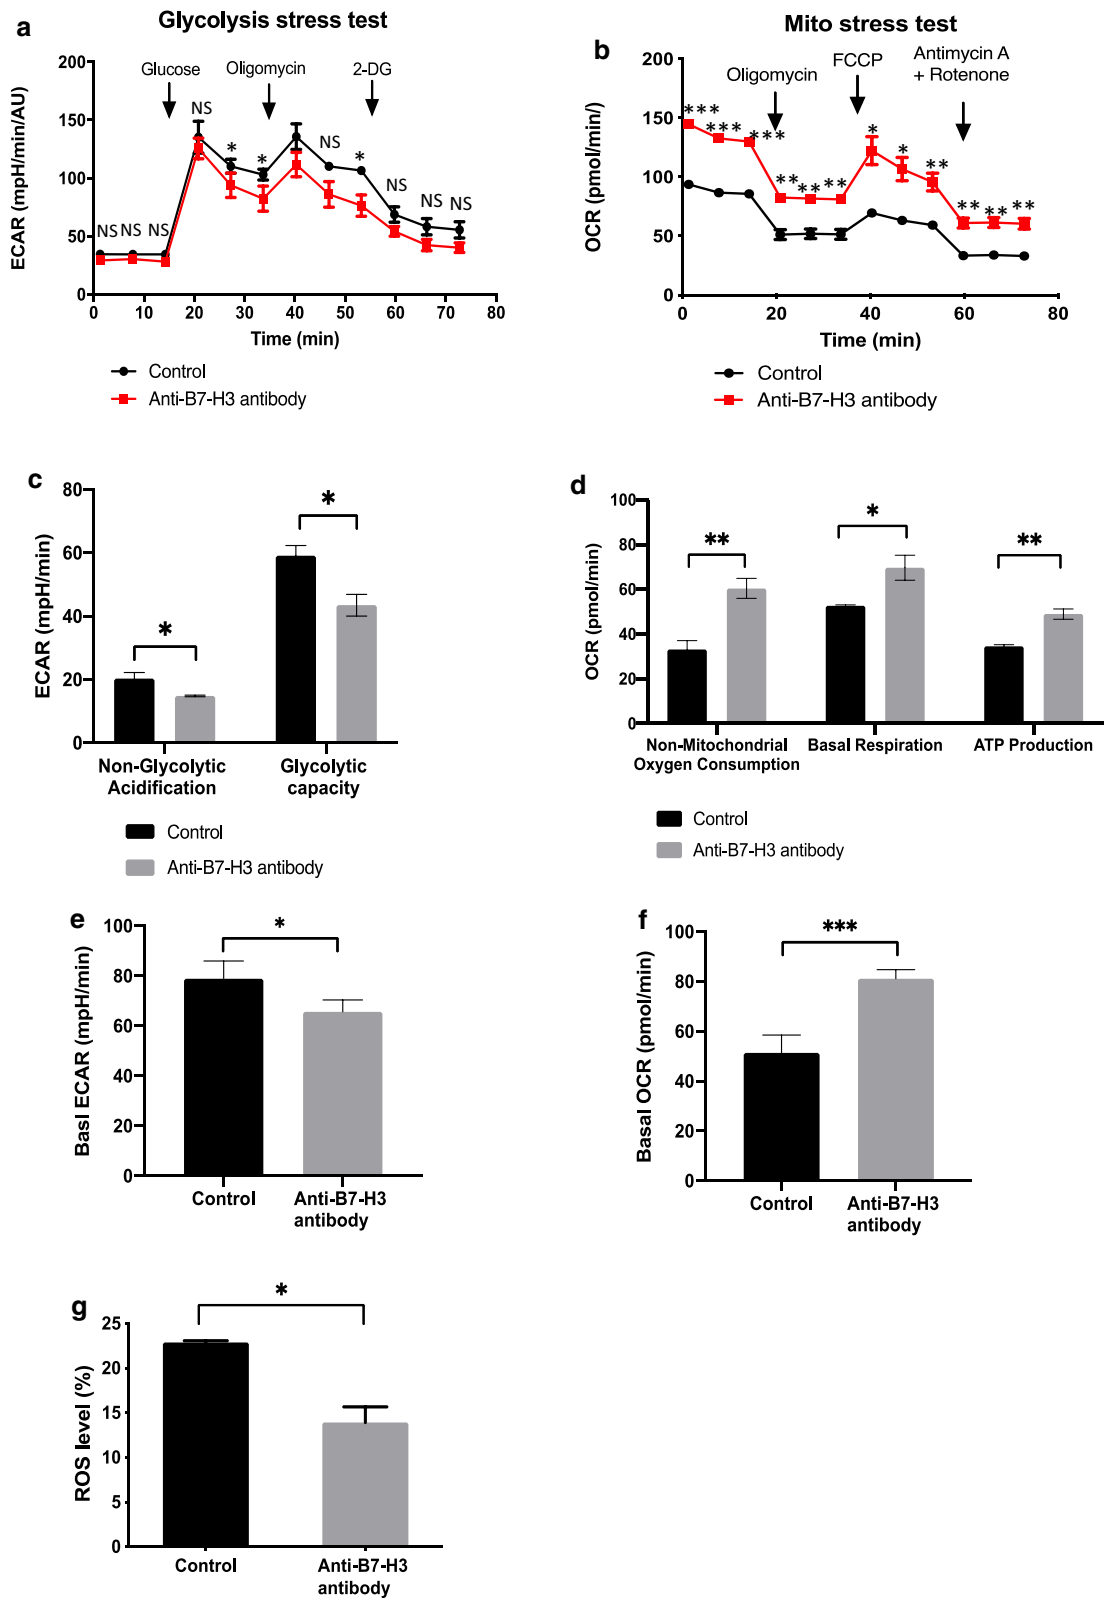 a
Glycolysis stress test
ECAR (mpH/min/AU)
200
150
100
50
0
Glucose
Oligomycin
2-DG
NS NS NS
NS
*
*
NS
*
NS
NS NS
0 10 20 30 40 50 60 70 80
Time (min)
Control
Anti-B7-H3 antibody
b
Mito stress test
OCR (pmol/min/)
200
150
100
50
0
Oligomycin
FCCP
Antimycin A
+ Rotenone
*** *** ***
** ** **
* * **
** ** **
0 20 40 60 80
Time (min)
Control
Anti-B7-H3 antibody
c
ECAR (mpH/min)
80
60
40
20
0
*
*
Non-Glycolytic
Acidification
Glycolytic
capacity
Control
Anti-B7-H3 antibody
d
OCR (pmol/min)
100
80
60
40
20
0
**
*
**
Non-Mitochondrial
Oxygen Consumption
Basal Respiration
ATP Production
Control
Anti-B7-H3 antibody
e
Basl ECAR (mpH/min)
100
80
60
40
20
0
*
Control
Anti-B7-H3
antibody
f
Basal OCR (pmol/min)
100
80
60
40
20
0
***
Control
Anti-B7-H3
antibody
g
ROS level (%)
25
20
15
10
5
0
*
Control
Anti-B7-H3
antibody